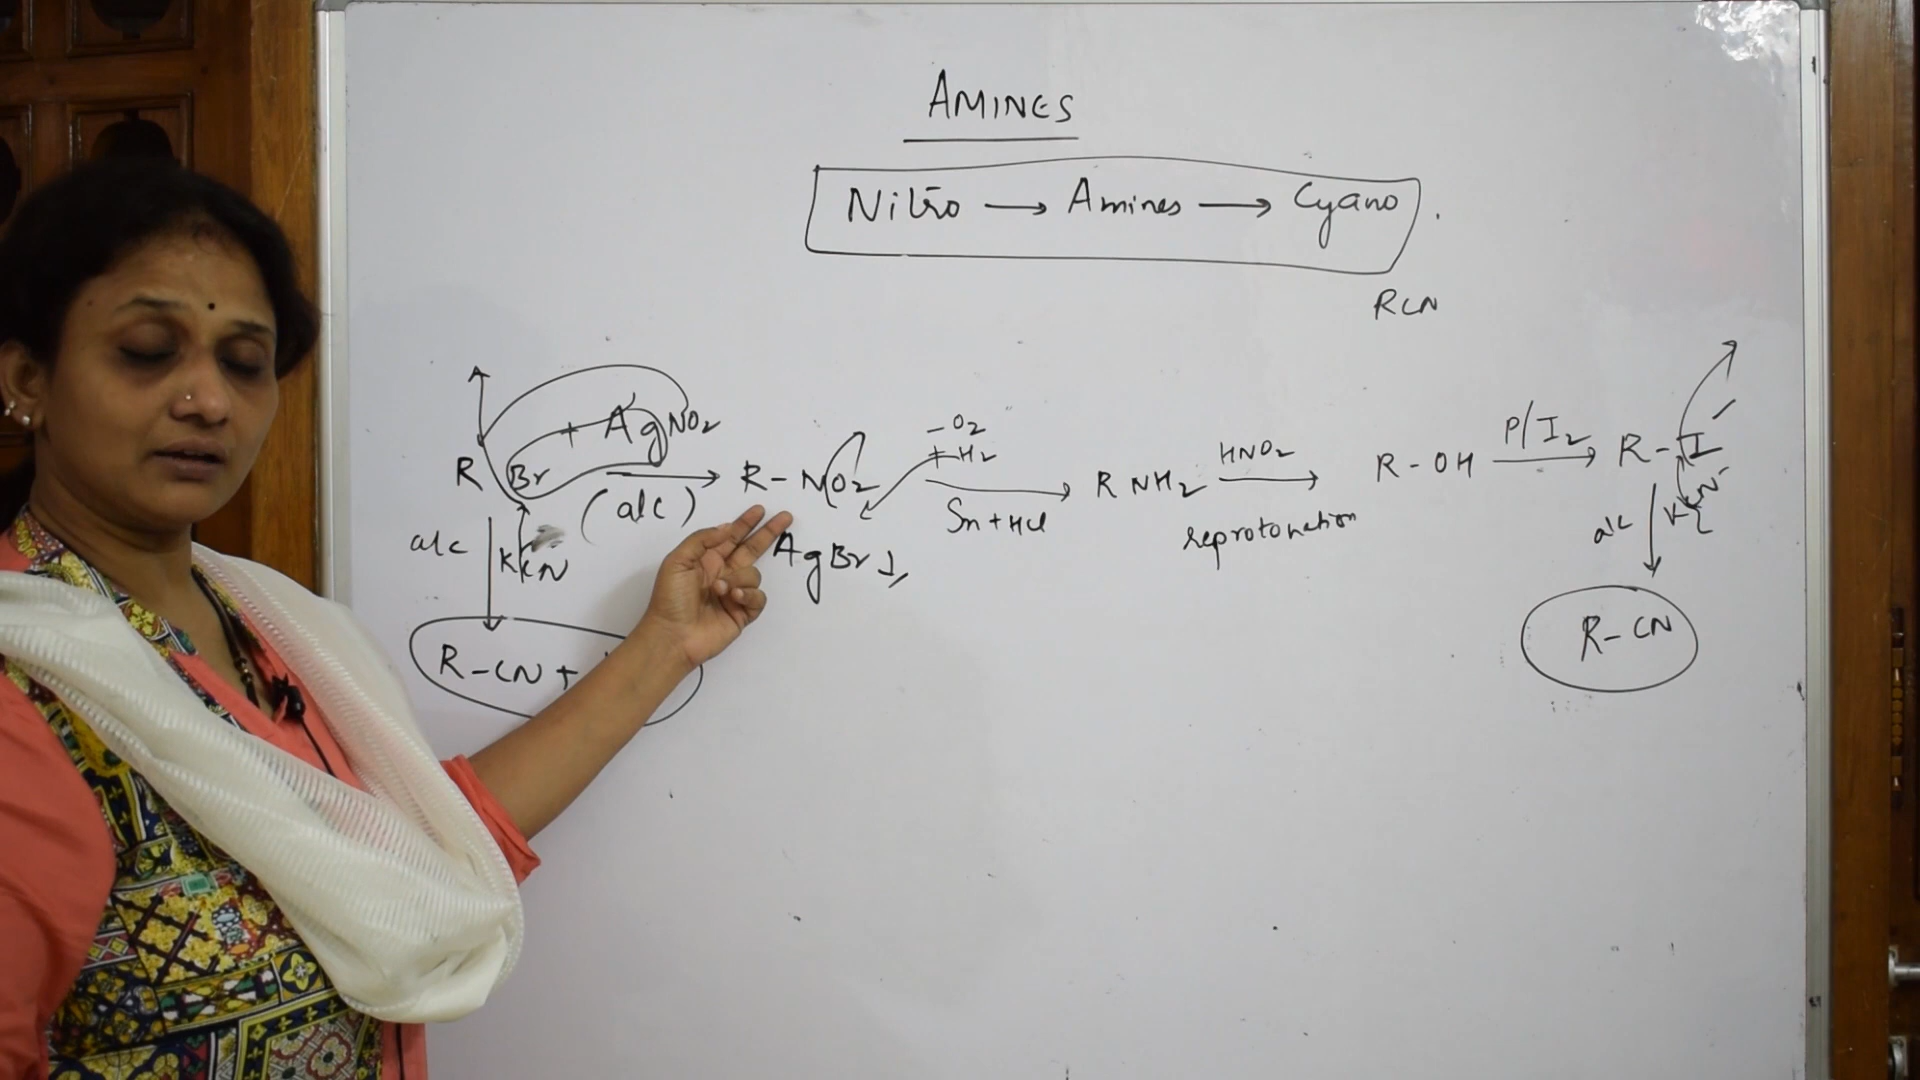 AMINES
Nitro → Amines → Cyano
RCN
R Br + AgNO2 → (alc) R-NO2 -O2 +H2 → Sn+HCl RNH2 HNO2 → R-OH P/I2 → R-I
AgBr↓
reprotonation
alc KCN
R-CN +
alc KCN
R-CN